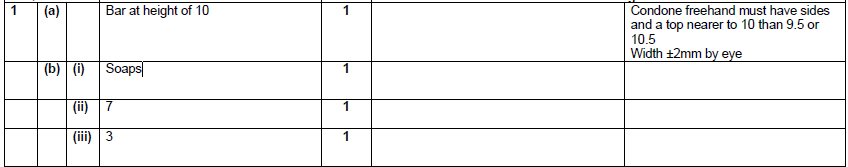 1 (a) Bar at height of 10 1 Condone freehand must have sides
and a top nearer to 10 than 9.5 or
10.5
Width ±2mm by eye
(b) (i) Soaps 1
(ii) 7 1
(iii) 3 1